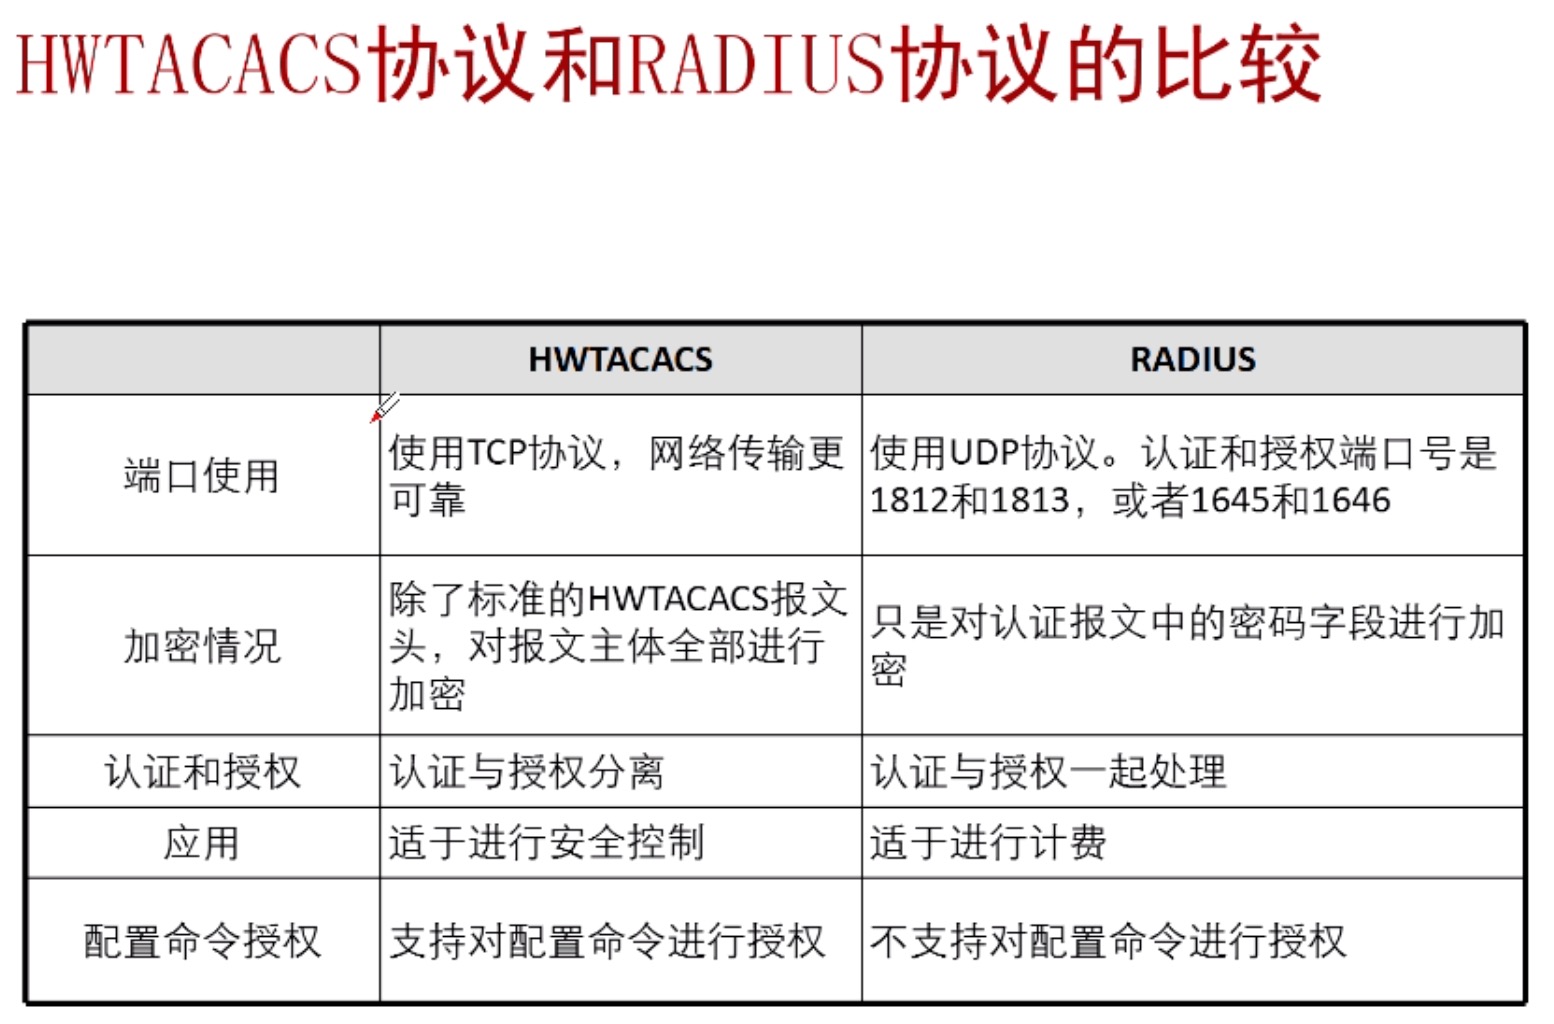 HWTACACS协议和RADIUS协议的比较
HWTACACS
RADIUS
端口使用
使用TCP协议，网络传输更
可靠
使用UDP协议。认证和授权端口号是
1812和1813，或者1645和1646
加密情况
除了标准的HWTACACS报文
头，对报文主体全部进行
加密
只是对认证报文中的密码字段进行加
密
认证和授权
认证与授权分离
认证与授权一起处理
应用
适于进行安全控制
适于进行计费
配置命令授权
支持对配置命令进行授权
不支持对配置命令进行授权